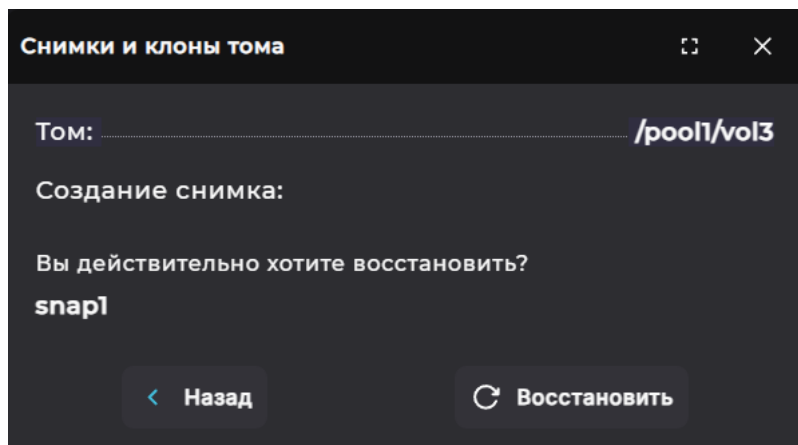 Снимки и клоны тома
Том: /pool1/vol3
Создание снимка:
Вы действительно хотите восстановить?
snap1
Назад Восстановить